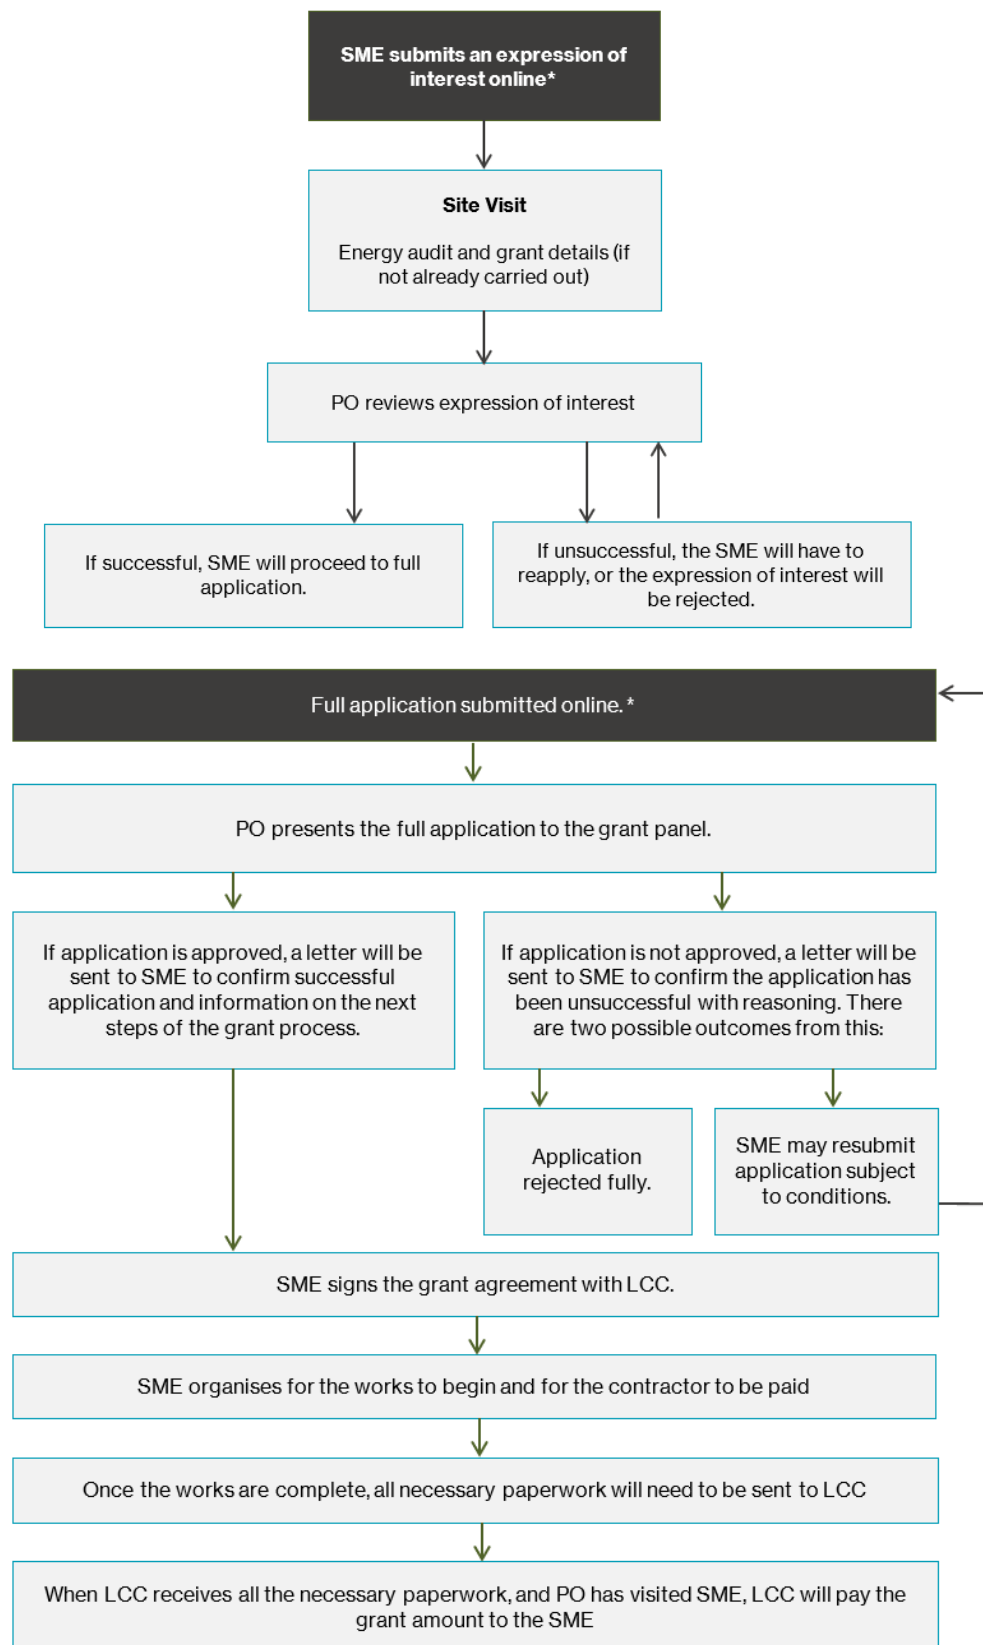 SME submits an expression of
interest online*
Site Visit
Energy audit and grant details (if
not already carried out)
PO reviews expression of interest
If successful, SME will proceed to full
application.
If unsuccessful, the SME will have to
reapply, or the expression of interest will
be rejected.
Full application submitted online. *
PO presents the full application to the grant panel.
If application is approved, a letter will be
sent to SME to confirm successful
application and information on the next
steps of the grant process.
If application is not approved, a letter will be
sent to SME to confirm the application has
been unsuccessful with reasoning. There
are two possible outcomes from this:
Application
rejected fully.
SME may resubmit
application subject
to conditions.
SME signs the grant agreement with LCC.
SME organises for the works to begin and for the contractor to be paid
Once the works are complete, all necessary paperwork will need to be sent to LCC
When LCC receives all the necessary paperwork, and PO has visited SME, LCC will pay the
grant amount to the SME